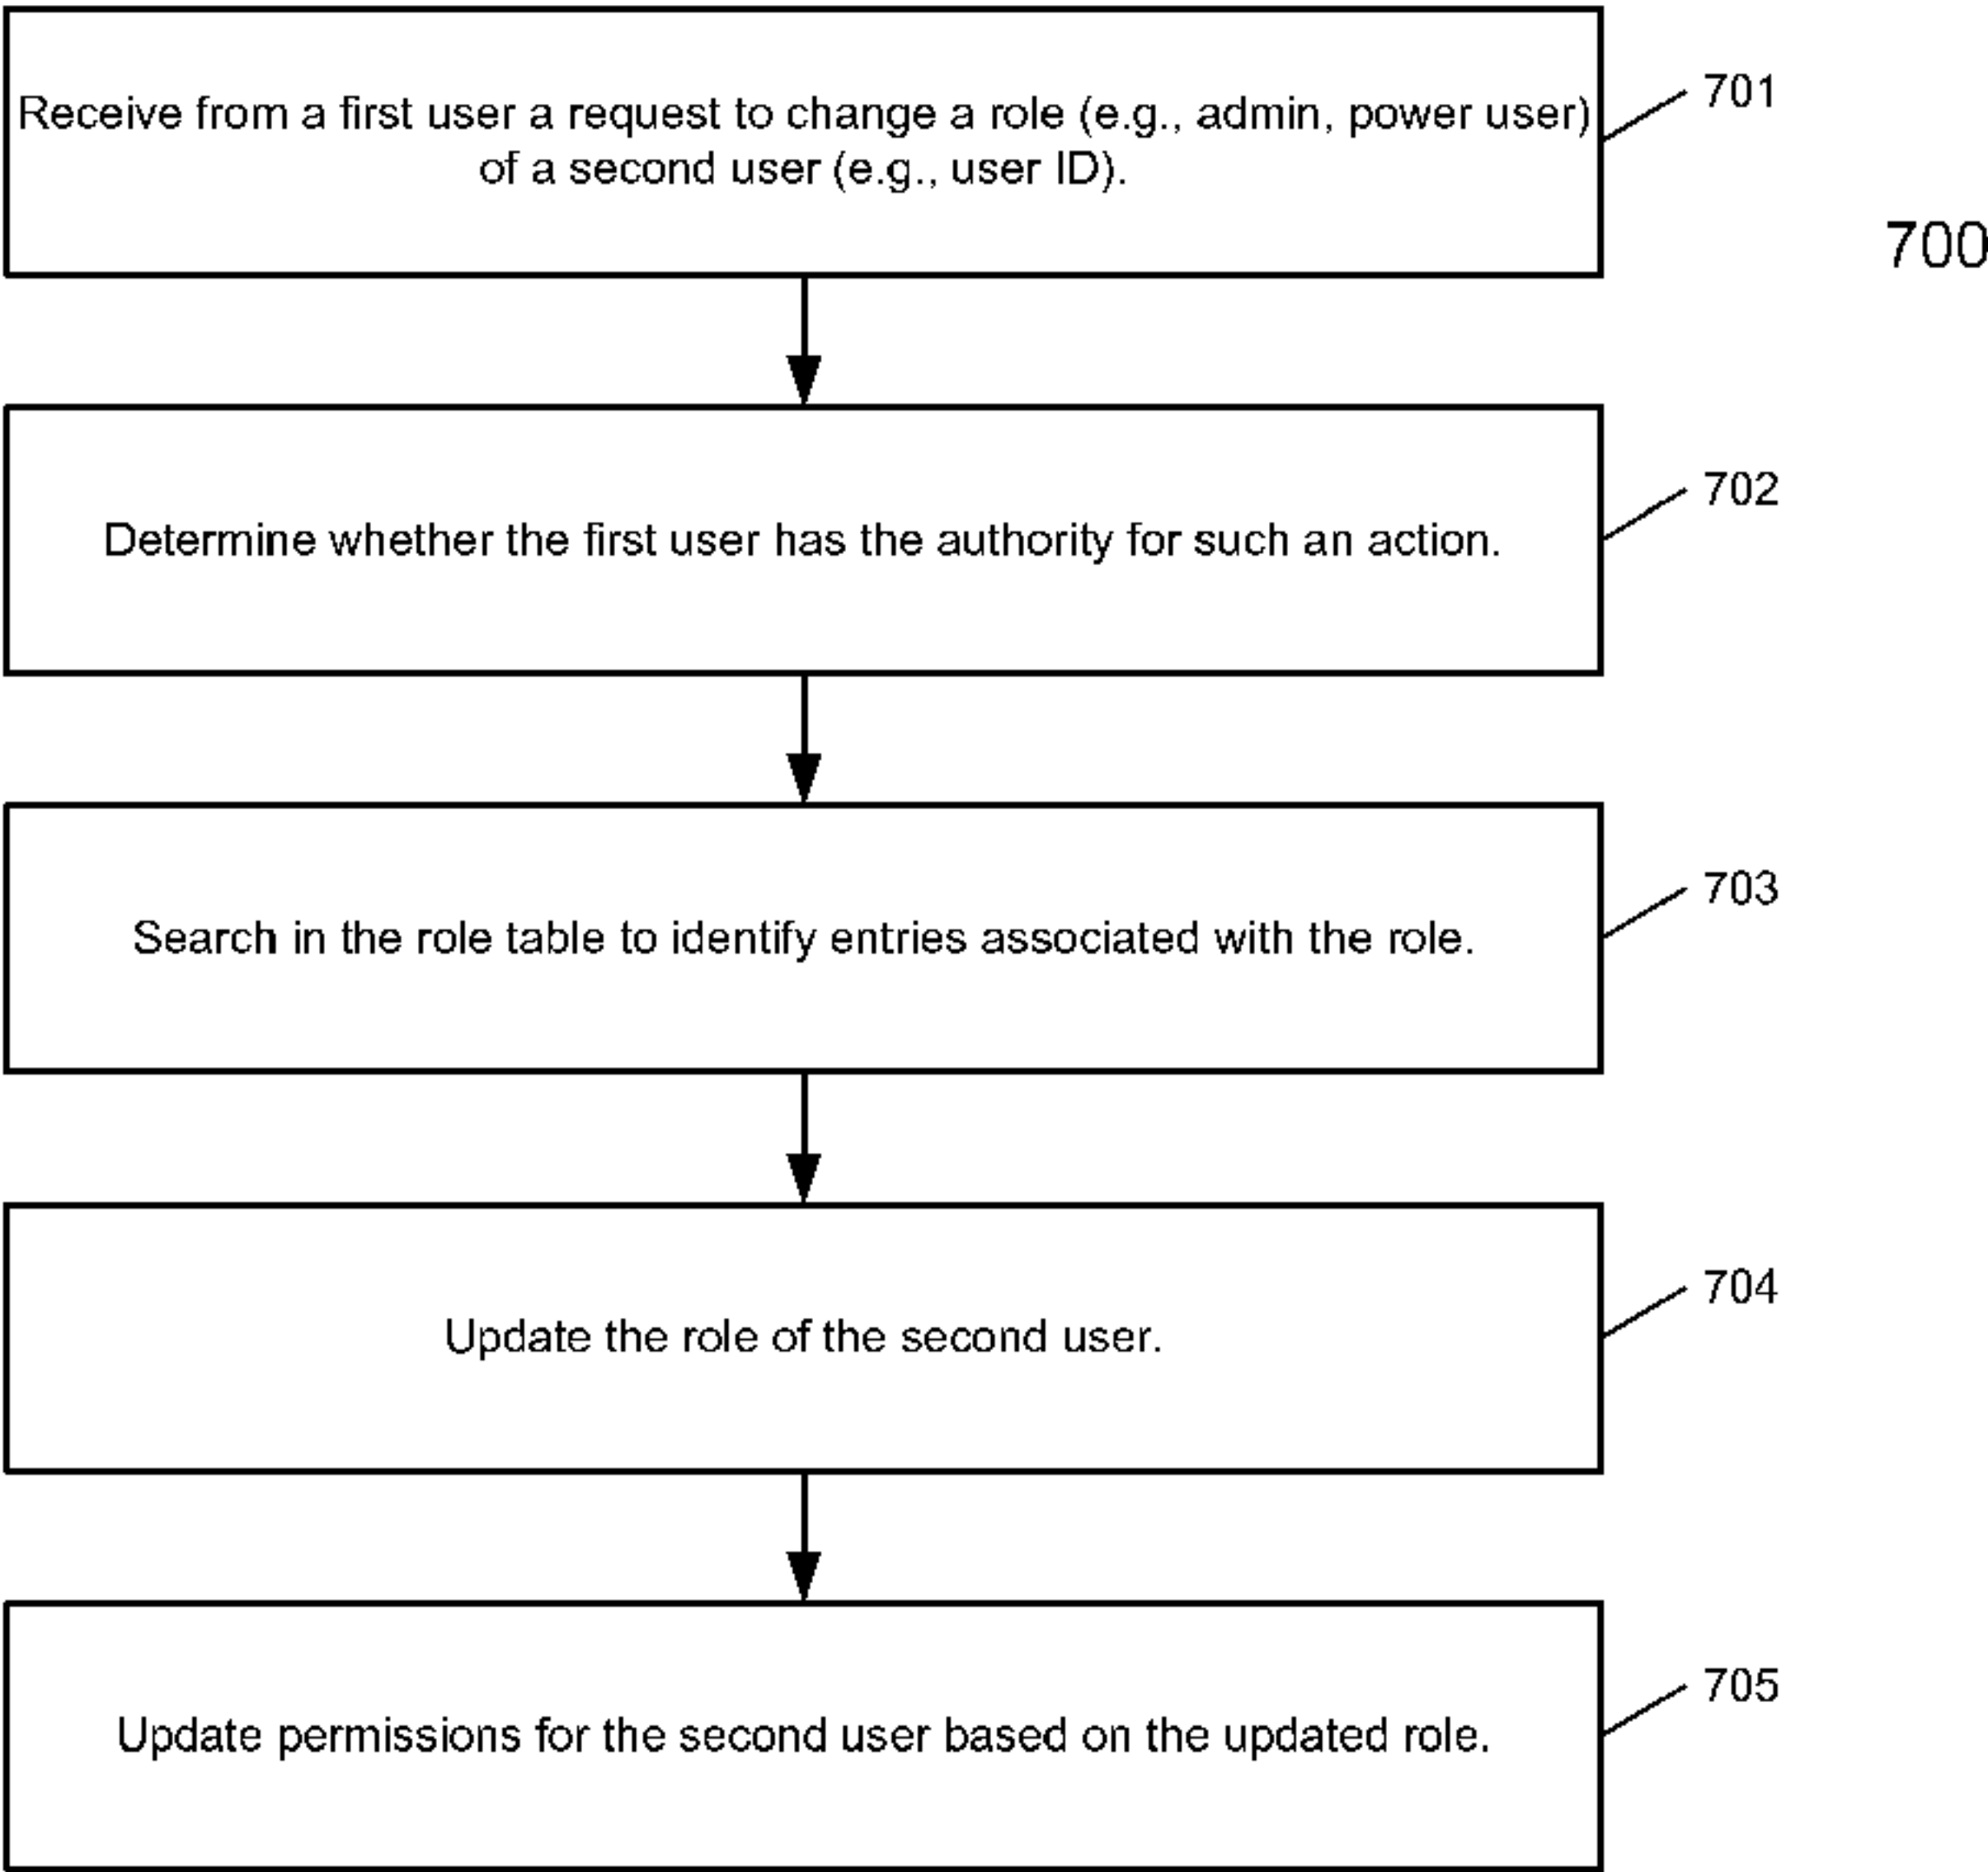 Receive from a first user a request to change a role (e.g., admin, power user)
of a second user (e.g., user ID).
701
700
Determine whether the first user has the authority for such an action.
702
Search in the role table to identify entries associated with the role.
703
Update the role of the second user.
704
Update permissions for the second user based on the updated role.
705